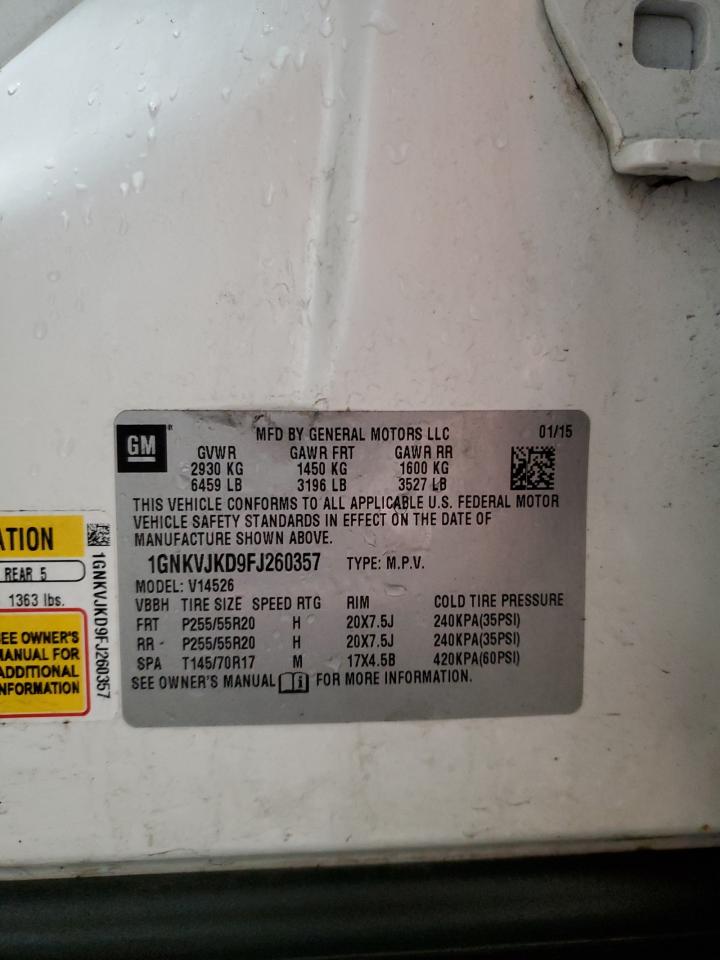 GM
MFD BY GENERAL MOTORS LLC 01/15
GVWR GAWR FRT GAWR RR
2930 KG 1450 KG 1600 KG
6459 LB 3196 LB 3527 LB
THIS VEHICLE CONFORMS TO ALL APPLICABLE U.S. FEDERAL MOTOR
VEHICLE SAFETY STANDARDS IN EFFECT ON THE DATE OF
MANUFACTURE SHOWN ABOVE.
1GNKVJKD9FJ260357 TYPE: M.P.V.
MODEL: V14526
VBBH TIRE SIZE SPEED RTG RIM COLD TIRE PRESSURE
FRT P255/55R20 H 20X7.5J 240KPA(35PSI)
RR P255/55R20 H 20X7.5J 240KPA(35PSI)
SPA T145/70R17 M 17X4.5B 420KPA(60PSI)
SEE OWNER'S MANUAL FOR MORE INFORMATION.
ATION
REAR 5
1363 lbs.
SEE OWNER'S
MANUAL FOR
ADDITIONAL
INFORMATION
1GNKVJKD9FJ260357